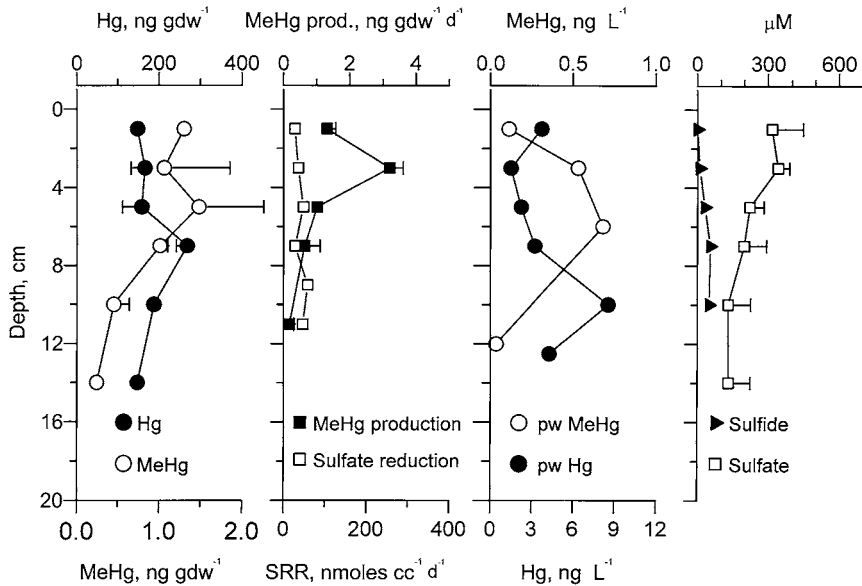 Hg, ng gdw⁻¹ MeHg prod., ng gdw⁻¹ d⁻¹ MeHg, ng L⁻¹ μM
0 200 400 0 2 4 0.0 0.5 1.0 0 300 600
0
4
8
12
16
20
Depth, cm
Hg
MeHg
MeHg production
Sulfate reduction
pw MeHg
pw Hg
Sulfide
Sulfate
0.0 1.0 2.0 0 200 400 0 3 6 9 12
MeHg, ng gdw⁻¹ SRR, nmoles cc⁻¹ d⁻¹ Hg, ng L⁻¹